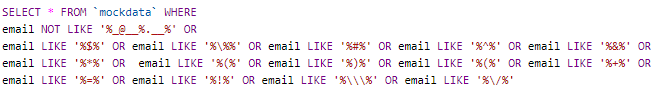 SELECT * FROM `mockdata` WHERE
email NOT LIKE '%_@__%.__%' OR
email LIKE '%$%' OR email LIKE '%\%%' OR email LIKE '%#%' OR email LIKE '%^%' OR email LIKE '%&%' OR
email LIKE '%*%' OR  email LIKE '%(%' OR email LIKE '%)%' OR email LIKE '%(%' OR email LIKE '%+%' OR
email LIKE '%=%' OR email LIKE '%!%' OR email LIKE '%\\\%' OR email LIKE '%\/%'